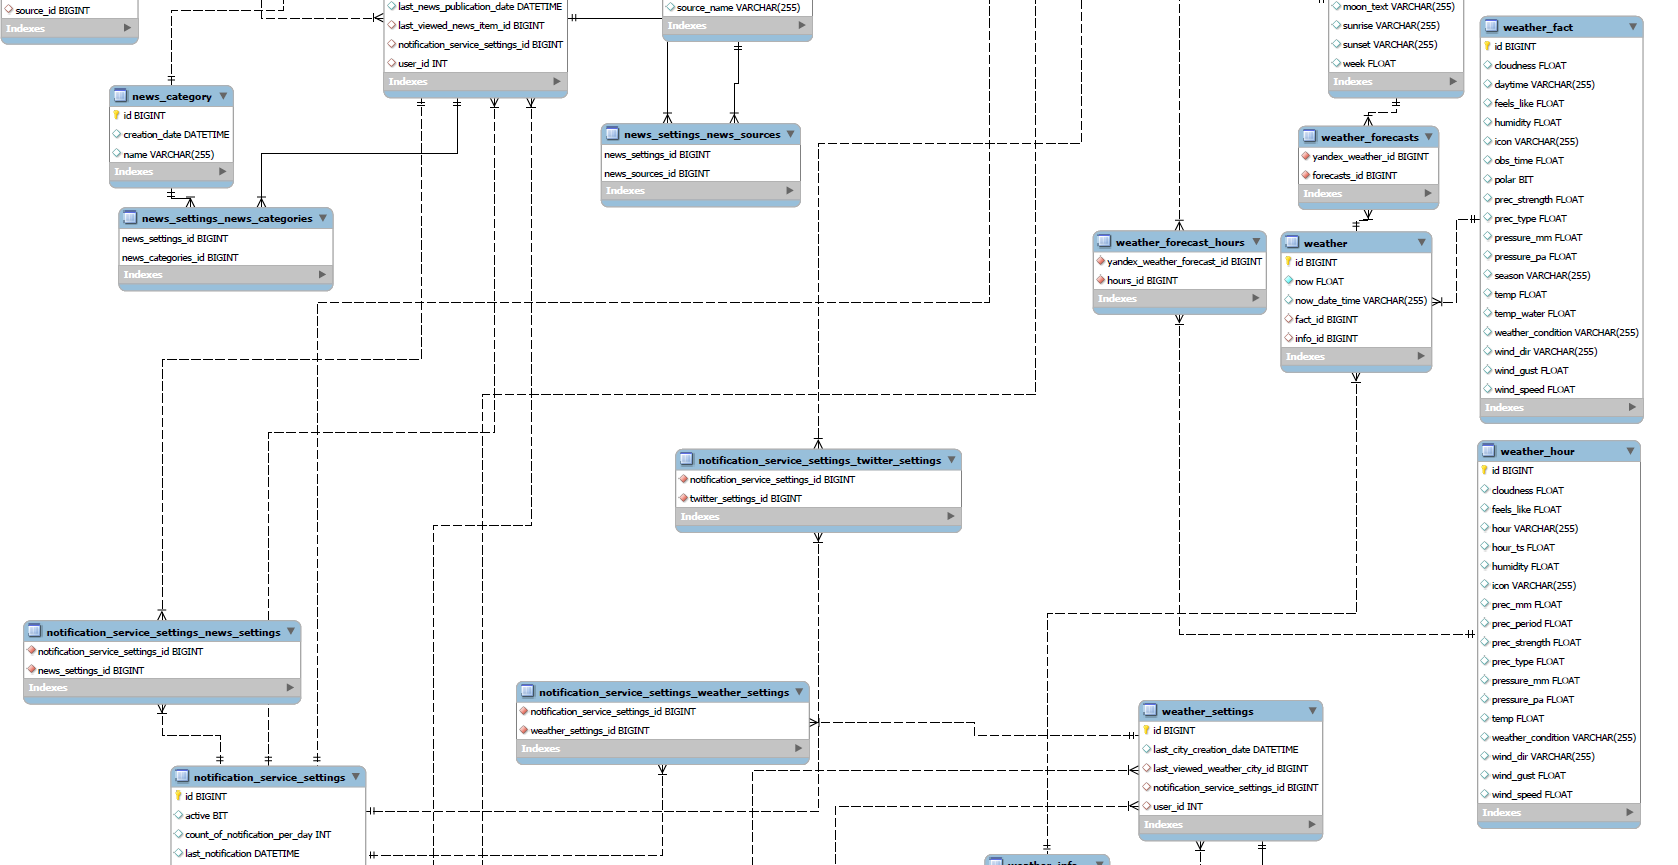 source_id BIGINT
Indexes
last_news_publication_date DATETIME
last_viewed_news_item_id BIGINT
notification_service_settings_id BIGINT
user_id INT
Indexes
source_name VARCHAR(255)
Indexes
moon_text VARCHAR(255)
sunrise VARCHAR(255)
sunset VARCHAR(255)
week FLOAT
Indexes
weather_fact
id BIGINT
cloudness FLOAT
daytime VARCHAR(255)
feels_like FLOAT
humidity FLOAT
icon VARCHAR(255)
obs_time FLOAT
polar BIT
prec_strength FLOAT
prec_type FLOAT
pressure_mm FLOAT
pressure_pa FLOAT
season VARCHAR(255)
temp FLOAT
temp_water FLOAT
weather_condition VARCHAR(255)
wind_dir VARCHAR(255)
wind_gust FLOAT
wind_speed FLOAT
Indexes
news_category
id BIGINT
creation_date DATETIME
name VARCHAR(255)
Indexes
news_settings_news_sources
news_settings_id BIGINT
news_sources_id BIGINT
Indexes
weather_forecasts
yandex_weather_id BIGINT
forecasts_id BIGINT
Indexes
news_settings_news_categories
news_settings_id BIGINT
news_categories_id BIGINT
Indexes
weather_forecast_hours
yandex_weather_forecast_id BIGINT
hours_id BIGINT
Indexes
weather
id BIGINT
now FLOAT
now_date_time VARCHAR(255)
fact_id BIGINT
info_id BIGINT
Indexes
notification_service_settings_twitter_settings
notification_service_settings_id BIGINT
twitter_settings_id BIGINT
Indexes
weather_hour
id BIGINT
cloudness FLOAT
feels_like FLOAT
hour VARCHAR(255)
hour_ts FLOAT
humidity FLOAT
icon VARCHAR(255)
prec_mm FLOAT
prec_period FLOAT
prec_strength FLOAT
prec_type FLOAT
pressure_mm FLOAT
pressure_pa FLOAT
temp FLOAT
weather_condition VARCHAR(255)
wind_dir VARCHAR(255)
wind_gust FLOAT
wind_speed FLOAT
Indexes
notification_service_settings_news_settings
notification_service_settings_id BIGINT
news_settings_id BIGINT
Indexes
notification_service_settings_weather_settings
notification_service_settings_id BIGINT
weather_settings_id BIGINT
Indexes
weather_settings
id BIGINT
last_city_creation_date DATETIME
last_viewed_weather_city_id BIGINT
notification_service_settings_id BIGINT
user_id INT
Indexes
notification_service_settings
id BIGINT
active BIT
count_of_notification_per_day INT
last_notification DATETIME
weather_info